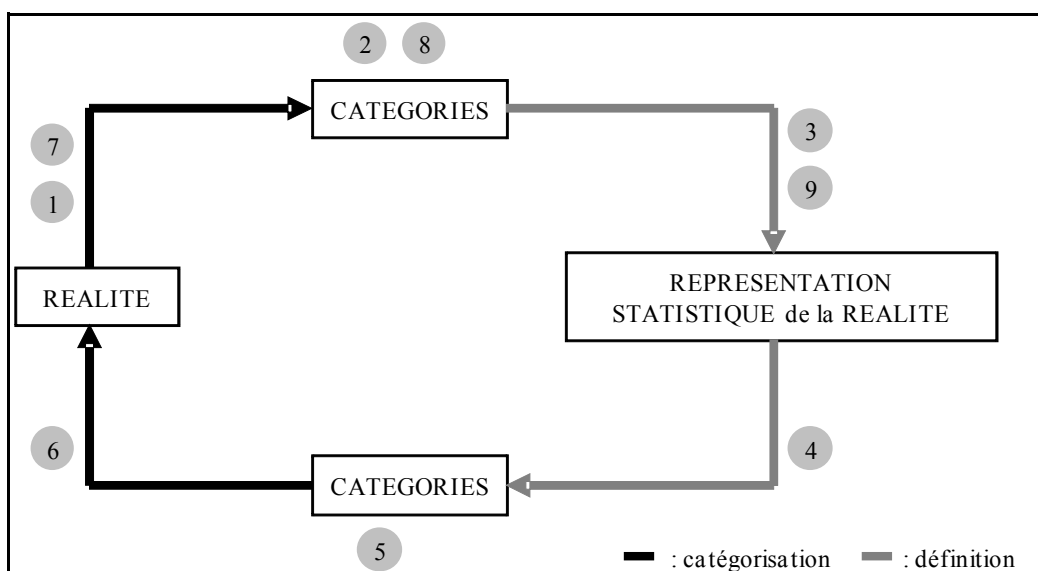 2 8
CATEGORIES
7
3
1
9
REALITE
REPRESENTATION
STATISTIQUE de la REALITE
6
4
CATEGORIES
5
: catégorisation : définition